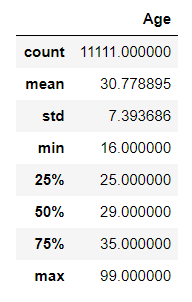 Age
count 11111.000000
mean 30.778895
std 7.393686
min 16.000000
25% 25.000000
50% 29.000000
75% 35.000000
max 99.000000